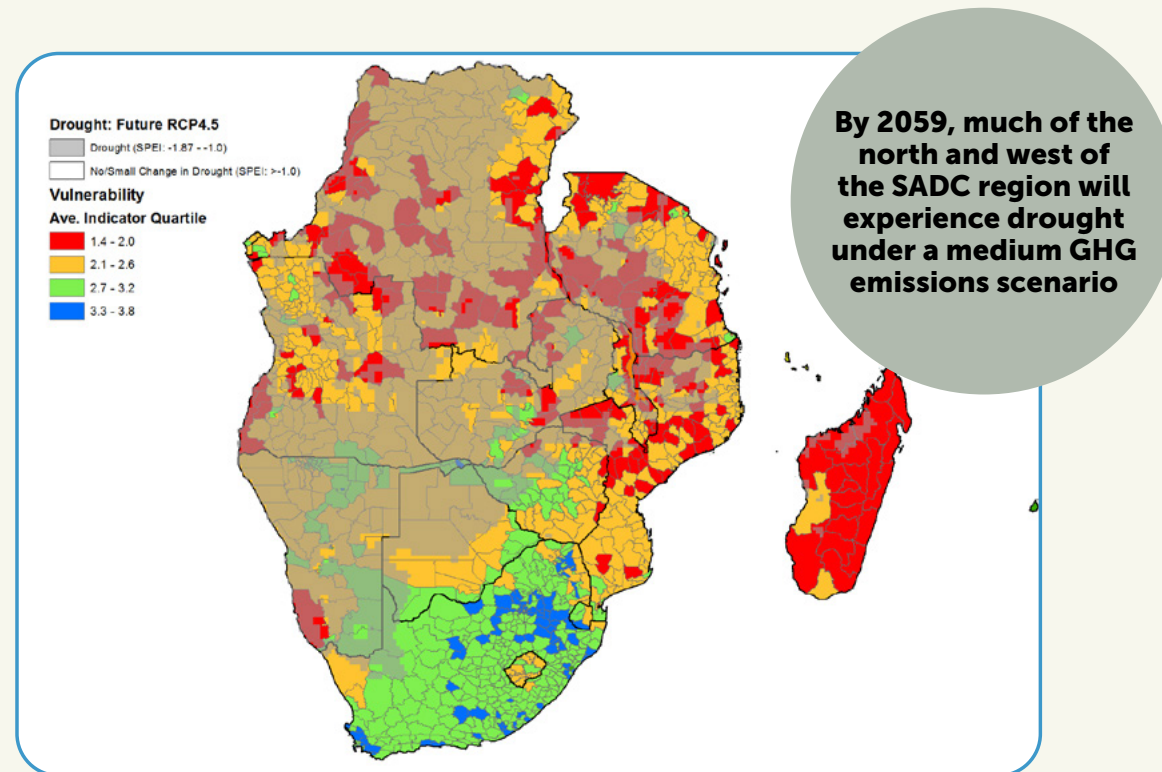 By 2059, much of the
north and west of
the SADC region will
experience drought
under a medium GHG
emissions scenario
Drought: Future RCP4.5
Drought (SPEI: -1.87 - -1.0)
No/Small Change in Drought (SPEI: >-1.0)
Vulnerability
Ave. Indicator Quartile
1.4 - 2.0
2.1 - 2.6
2.7 - 3.2
3.3 - 3.8